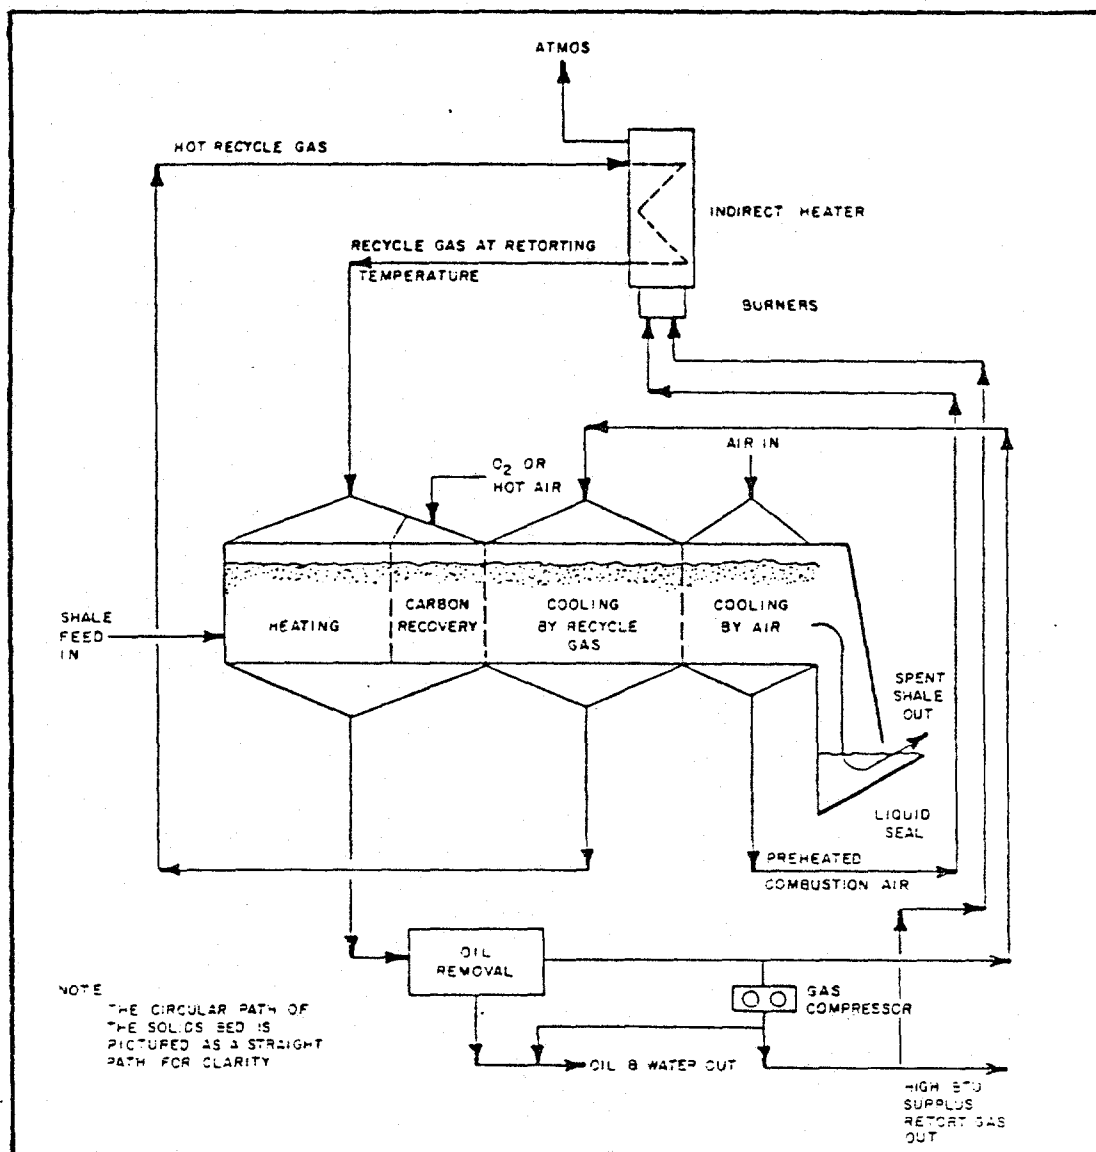 ATMOS
HOT RECYCLE GAS
INDIRECT HEATER
RECYCLE GAS AT RETORTING
TEMPERATURE
BURNERS
AIR IN
O2 OR
HOT AIR
SHALE
FEED
IN
HEATING
CARBON
RECOVERY
COOLING
BY RECYCLE
GAS
COOLING
BY AIR
SPENT
SHALE
OUT
LIQUID
SEAL
PREHEATED
COMBUSTION AIR
OIL
REMOVAL
GAS
COMPRESSOR
NOTE
THE CIRCULAR PATH OF
THE SOLIDS BED IS
PICTURED AS A STRAIGHT
PATH FOR CLARITY
OIL & WATER OUT
HIGH BTU
SURPLUS
RETORT GAS
OUT